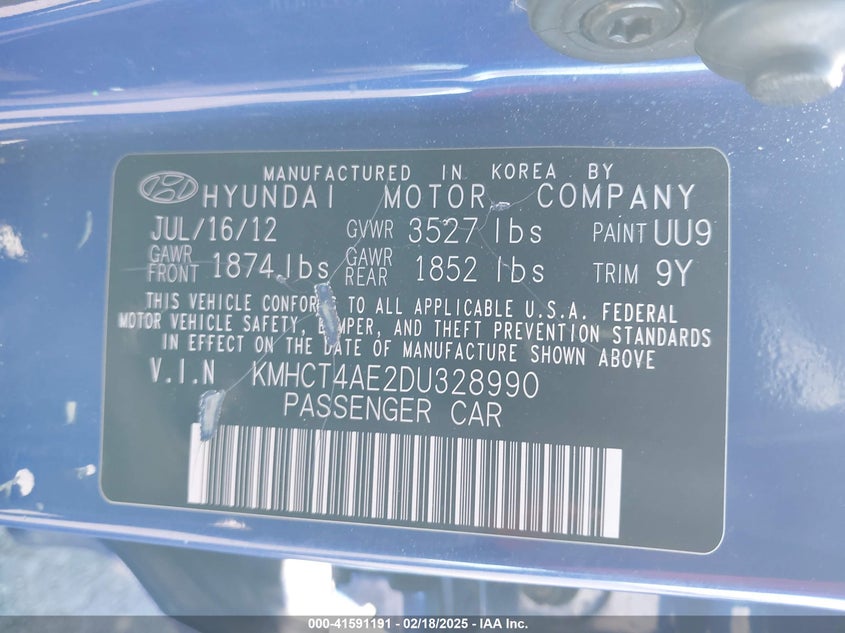 MANUFACTURED IN KOREA BY
HYUNDAI MOTOR COMPANY
JUL/16/12 GVWR 3527 lbs PAINT UU9
GAWR FRONT 1874 lbs GAWR REAR 1852 lbs TRIM 9Y
THIS VEHICLE CONFORMS TO ALL APPLICABLE U.S.A. FEDERAL
MOTOR VEHICLE SAFETY, BUMPER, AND THEFT PREVENTION STANDARDS
IN EFFECT ON THE DATE OF MANUFACTURE SHOWN ABOVE
V.I.N KMHCT4AE2DU328990
PASSENGER CAR
000-41591191 - 02/18/2025 - IAA Inc.